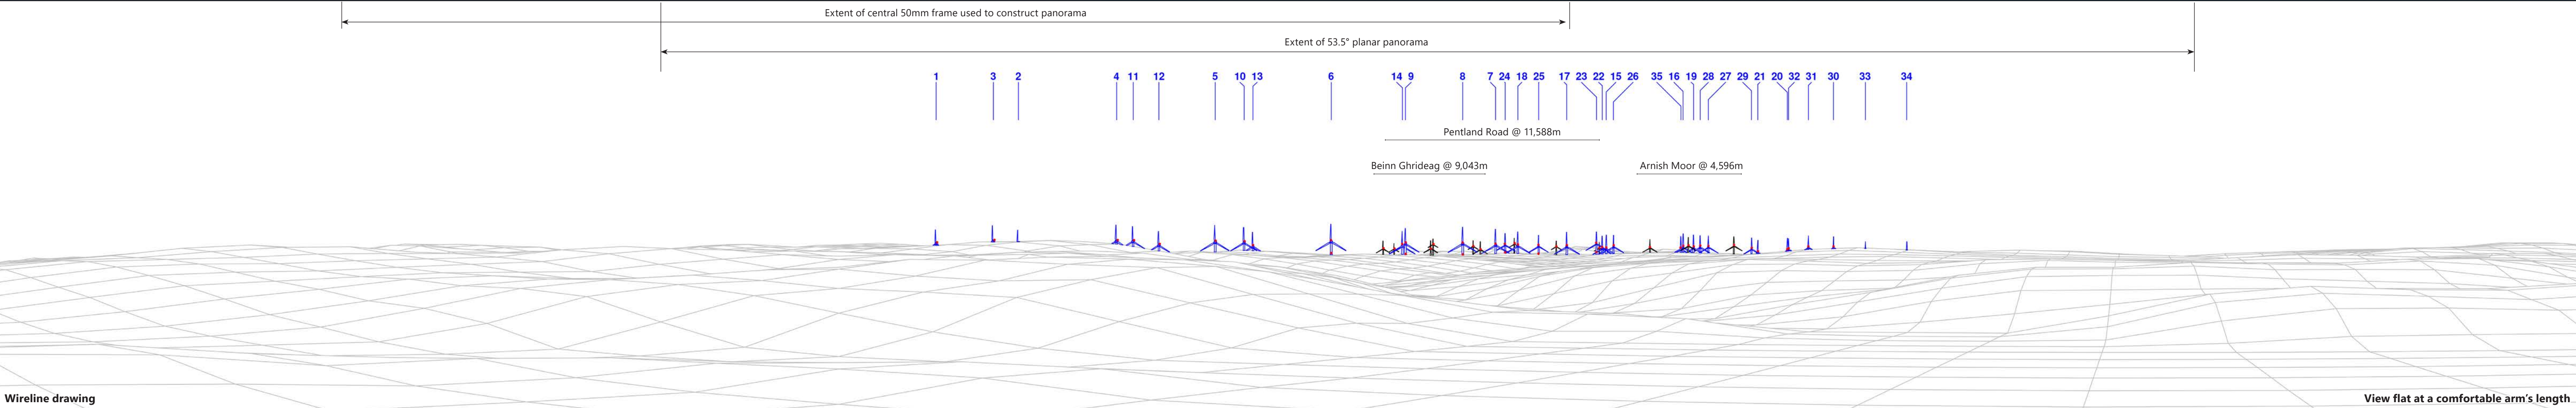 Extent of central 50mm frame used to construct panorama
Extent of 53.5° planar panorama
1 3 2 4 11 12 5 10 13 6 14 9 8 7 24 18 25 17 23 22 15 26 35 16 19 28 27 29 21 20 32 31 30 33 34
Pentland Road @ 11,588m
Beinn Ghrideag @ 9,043m Arnish Moor @ 4,596m
Wireline drawing View flat at a comfortable arm's length